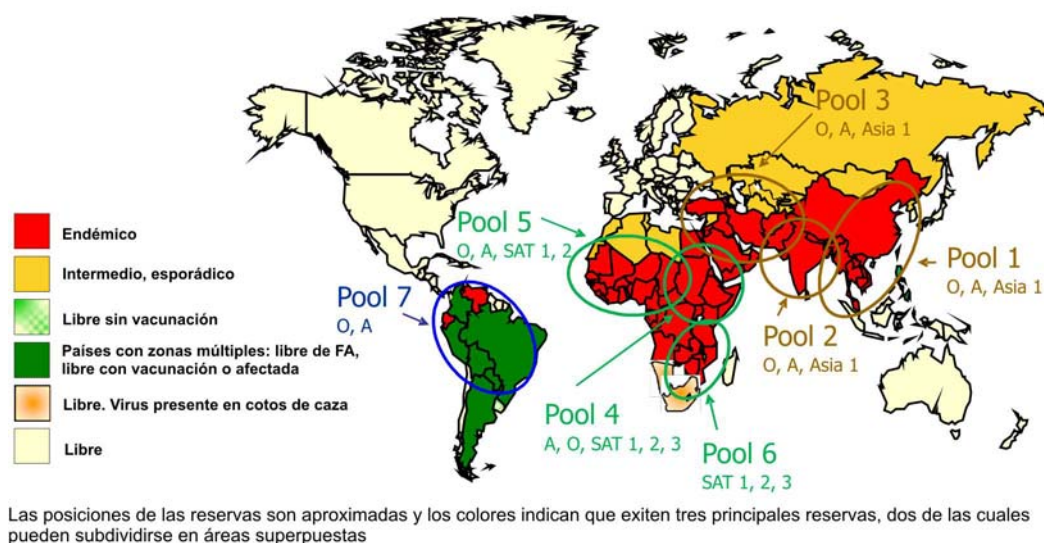 Pool 3
O, A, Asia 1
Pool 5
O, A, SAT 1, 2
Pool 1
O, A, Asia 1
Pool 7
O, A
Pool 2
O, A, Asia 1
Pool 4
A, O, SAT 1, 2, 3
Pool 6
SAT 1, 2, 3
Endémico
Intermedio, esporádico
Libre sin vacunación
Países con zonas múltiples: libre de FA,
libre con vacunación o afectada
Libre. Virus presente en cotos de caza
Libre
Las posiciones de las reservas son aproximadas y los colores indican que exiten tres principales reservas, dos de las cuales
pueden subdividirse en áreas superpuestas